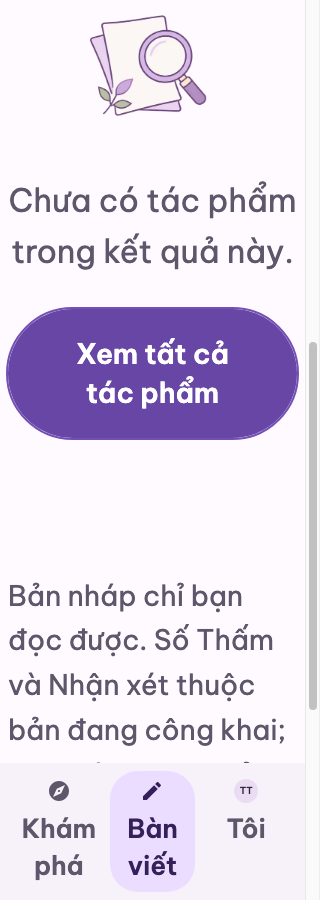 Chưa có tác phẩm
trong kết quả này.
Xem tất cả
tác phẩm
Bản nháp chỉ bạn
đọc được. Số Thấm
và Nhận xét thuộc
bản đang công khai;
Khám
phá
Bàn
viết
TT
Tôi